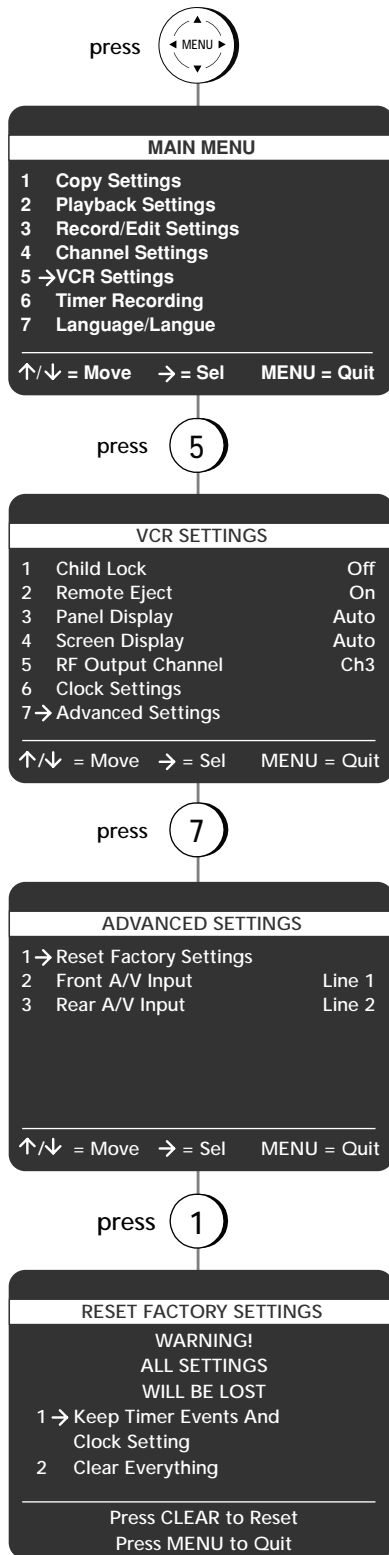 press ◄ MENU ►
MAIN MENU
1 Copy Settings
2 Playback Settings
3 Record/Edit Settings
4 Channel Settings
5 →VCR Settings
6 Timer Recording
7 Language/Langue
↑/↓ = Move → = Sel MENU = Quit
press 5
VCR SETTINGS
1 Child Lock Off
2 Remote Eject On
3 Panel Display Auto
4 Screen Display Auto
5 RF Output Channel Ch3
6 Clock Settings
7→ Advanced Settings
↑/↓ = Move → = Sel MENU = Quit
press 7
ADVANCED SETTINGS
1→ Reset Factory Settings
2 Front A/V Input Line 1
3 Rear A/V Input Line 2
↑/↓ = Move → = Sel MENU = Quit
press 1
RESET FACTORY SETTINGS
WARNING!
ALL SETTINGS
WILL BE LOST
1 → Keep Timer Events And
Clock Setting
2 Clear Everything
Press CLEAR to Reset
Press MENU to Quit